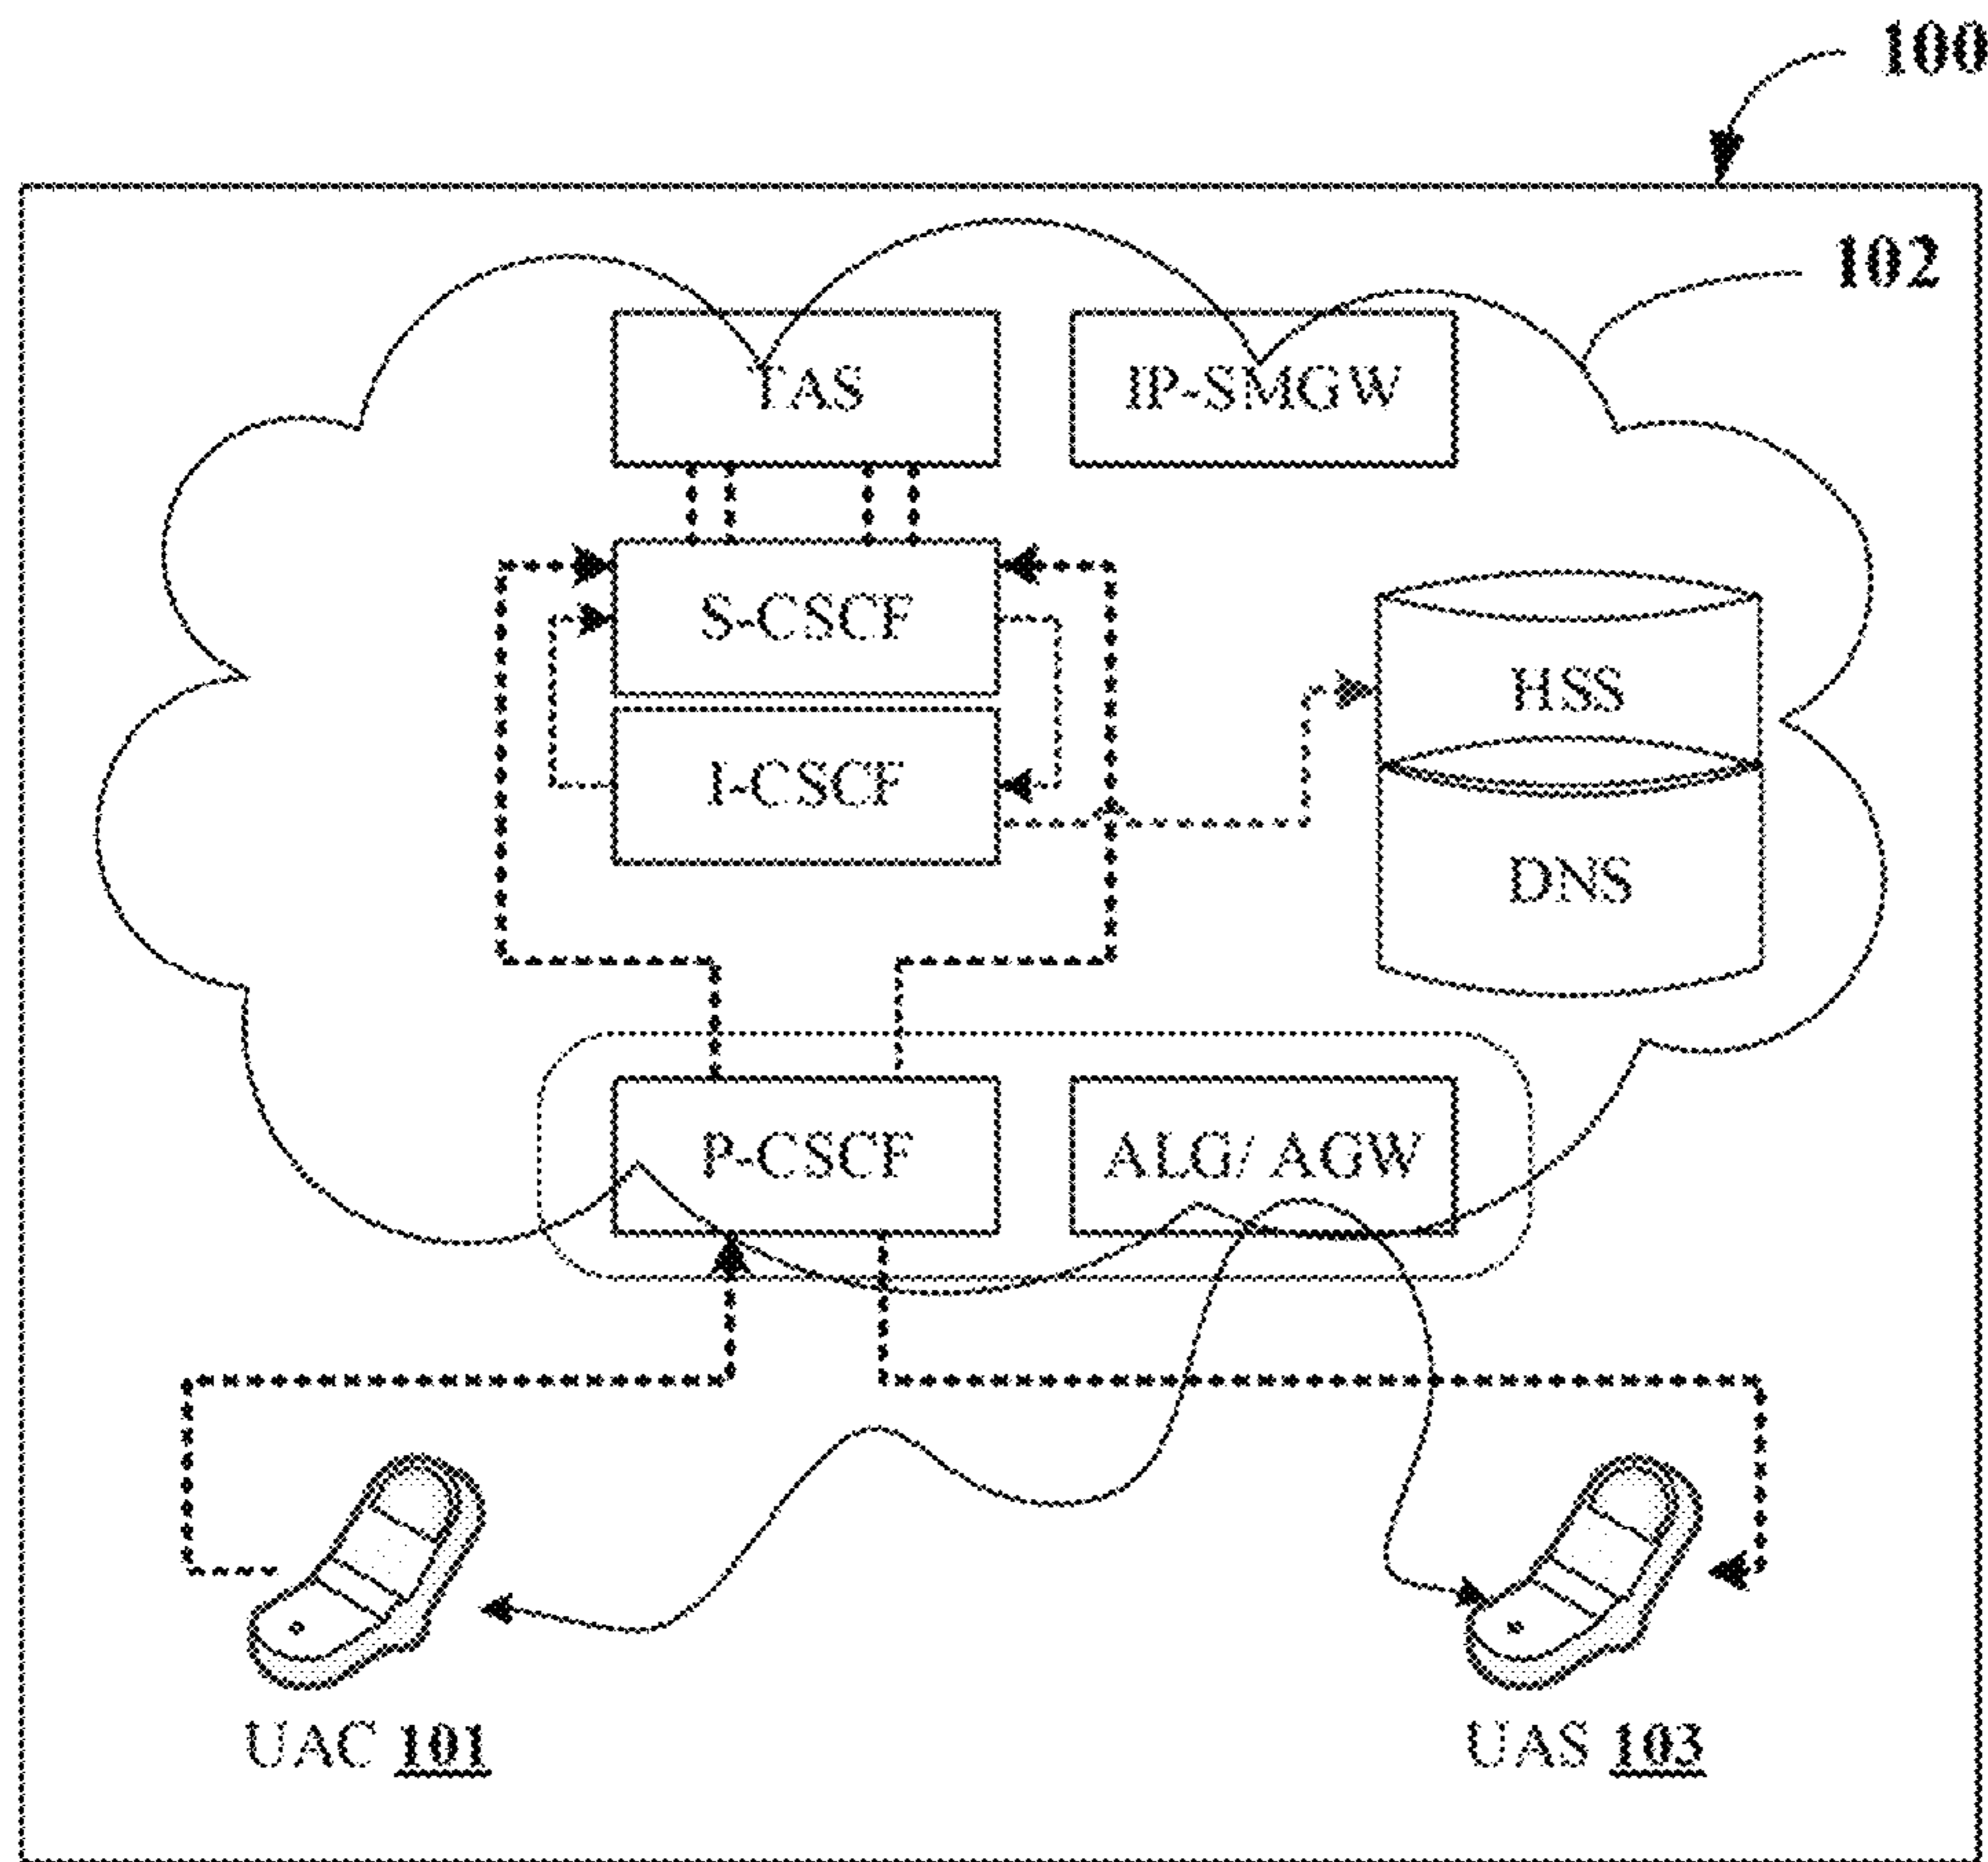 100
102
TAS
IP-SMGW
S-CSCF
HSS
I-CSCF
DNS
P-CSCF
ALG/ AGW
UAC 101
UAS 103